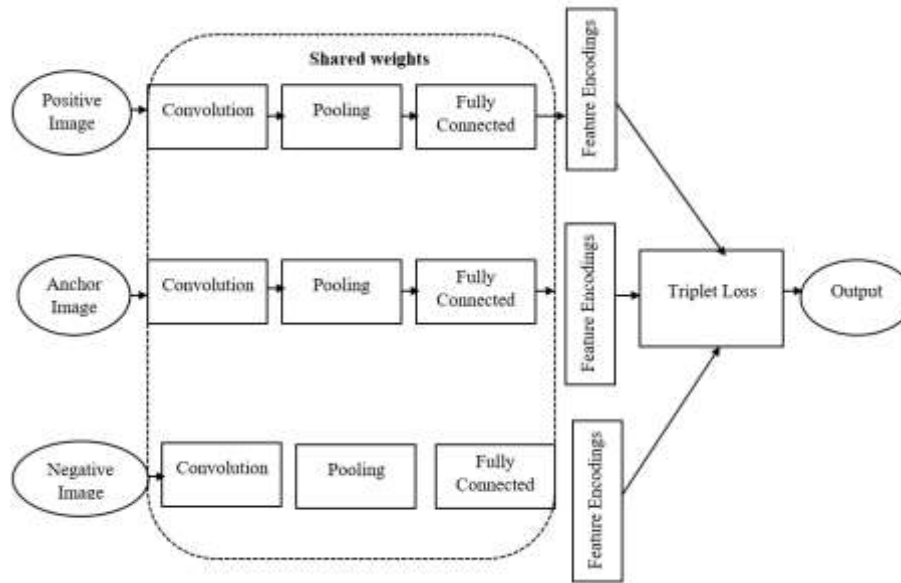 Shared weights
Positive
Image
Convolution
Pooling
Fully
Connected
Feature Encodings
Anchor
Image
Convolution
Pooling
Fully
Connected
Feature Encodings
Triplet Loss
Output
Negative
Image
Convolution
Pooling
Fully
Connected
Feature Encodings